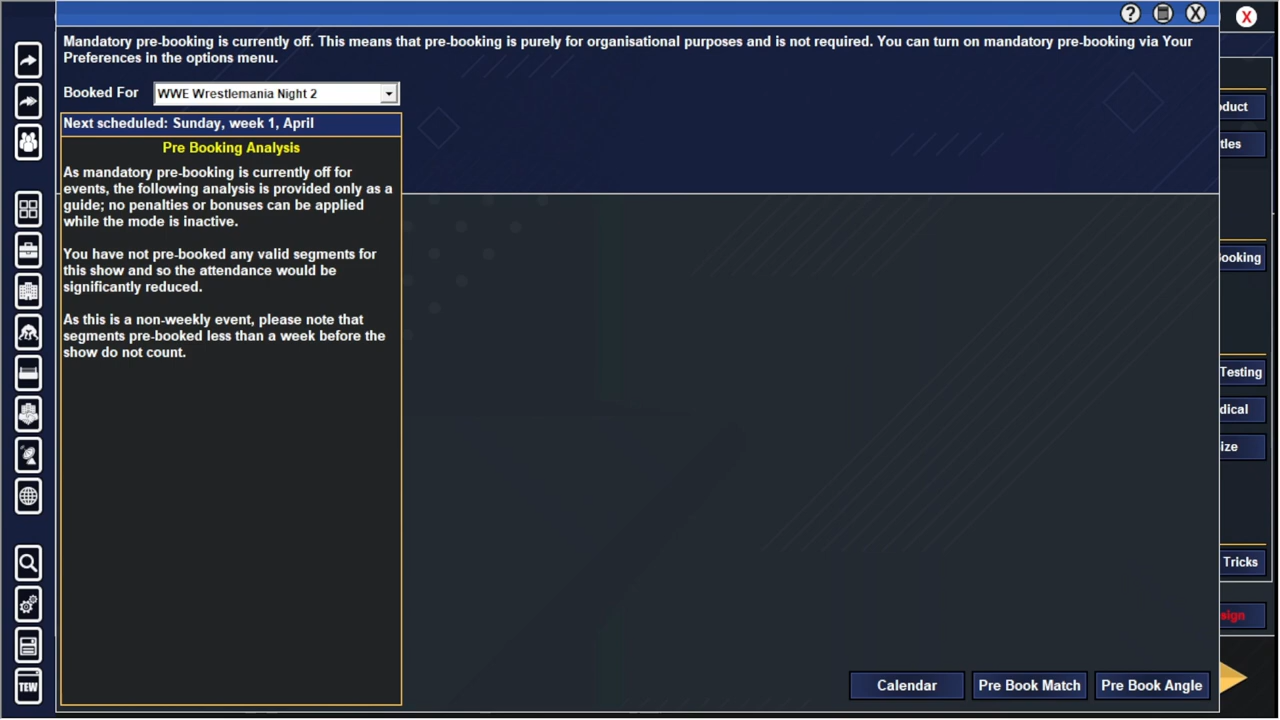 ?
X
X
Mandatory pre-booking is currently off. This means that pre-booking is purely for organisational purposes and is not required. You can turn on mandatory pre-booking via Your
Preferences in the options menu.
Booked For
WWE Wrestlemania Night 2
Next scheduled: Sunday, week 1, April
Pre Booking Analysis
As mandatory pre-booking is currently off for
events, the following analysis is provided only as a
guide; no penalties or bonuses can be applied
while the mode is inactive.
You have not pre-booked any valid segments for
this show and so the attendance would be
significantly reduced.
As this is a non-weekly event, please note that
segments pre-booked less than a week before the
show do not count.
duct
tles
ooking
Testing
dical
ize
Tricks
sign
TEW
Calendar
Pre Book Match
Pre Book Angle